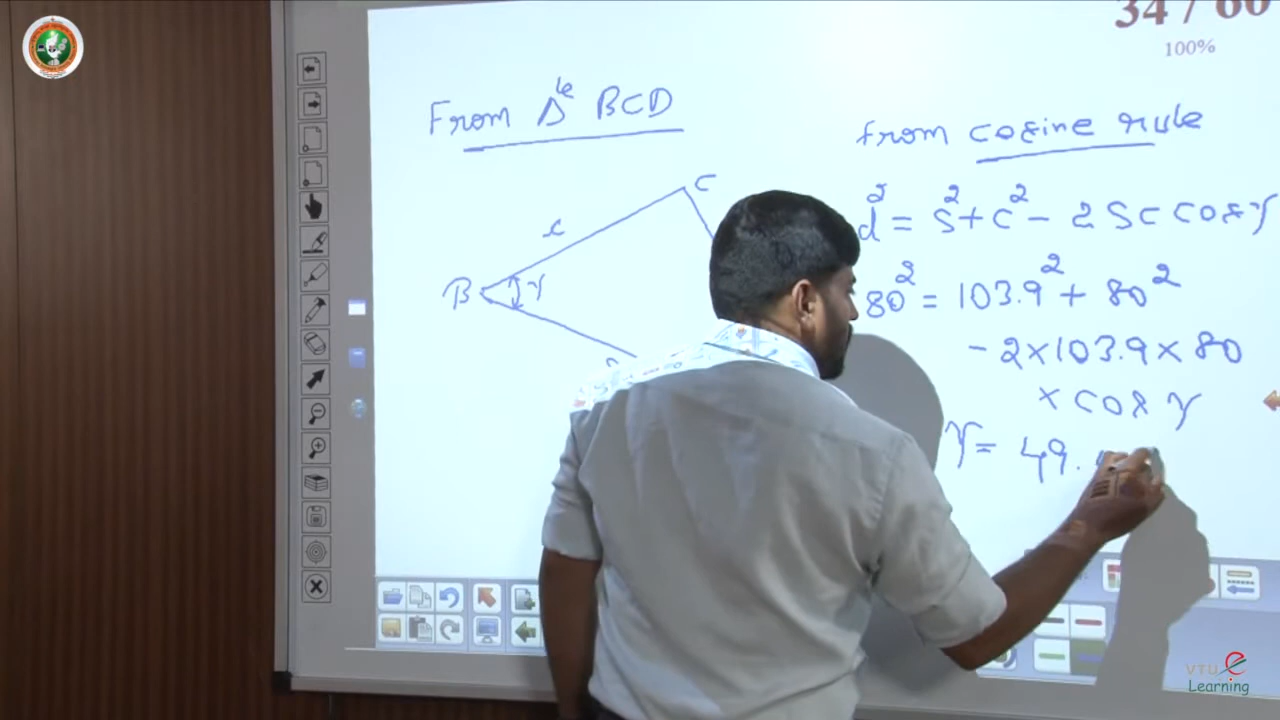 34 / 60
100%
From Δle BCD
from cosine rule
d² = s² + c² - 2 s c cos γ
80² = 103.9² + 80²
- 2 × 103.9 × 80
× cos γ
γ = 49.
C
c
B
γ
VTU e
Learning